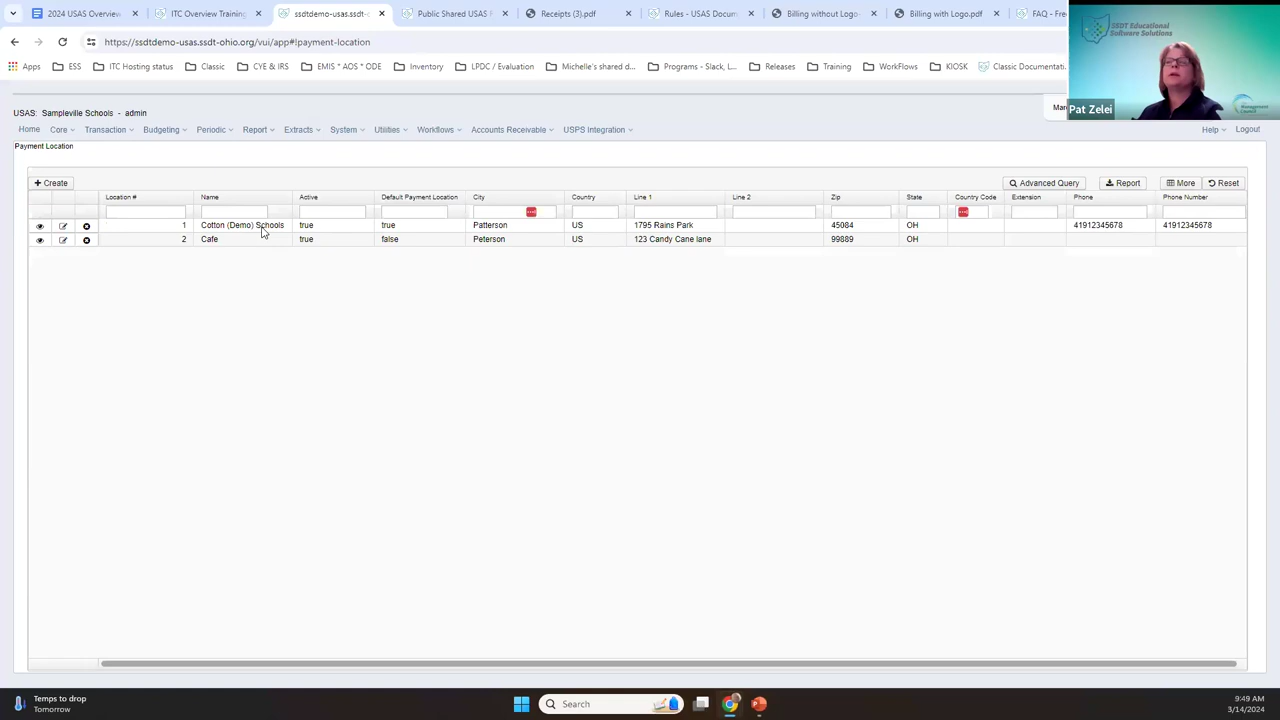 2024 USAS Overview
ITC Overview Training
ssdtdemo-usas.ssdt-
Public Shared USAS
Receipts (3).pdf
Rules - USAS Docum
Billing without Logo
Billing with Logo.pdf
FAQ - Fre
https://ssdtdemo-usas.ssdt-ohio.org/vui/app#!payment-location
Apps
ESS
ITC Hosting status
Classic
CYE & IRS
EMIS * AOS * ODE
Inventory
LPDC / Evaluation
Michelle's shared d...
Programs - Slack, L...
Releases
Training
WorkFlows
KIOSK
Classic Documentati
SSDT Educational
Software Solutions
Management
Council
Pat Zelei
USAS: Sampleville Schools - admin
Home Core Transaction Budgeting Periodic Report Extracts System Utilities Workflows Accounts Receivable USPS Integration Help Logout
Payment Location
Create Advanced Query Report More Reset
Location # Name Active Default Payment Location City Country Line 1 Line 2 Zip State Country Code Extension Phone Phone Number
1 Cotton (Demo) Schools true true Patterson US 1795 Rains Park 45084 OH 41912345678 41912345678
2 Cafe true false Peterson US 123 Candy Cane lane 99889 OH
Temps to drop
Tomorrow
Search
9:49 AM
3/14/2024